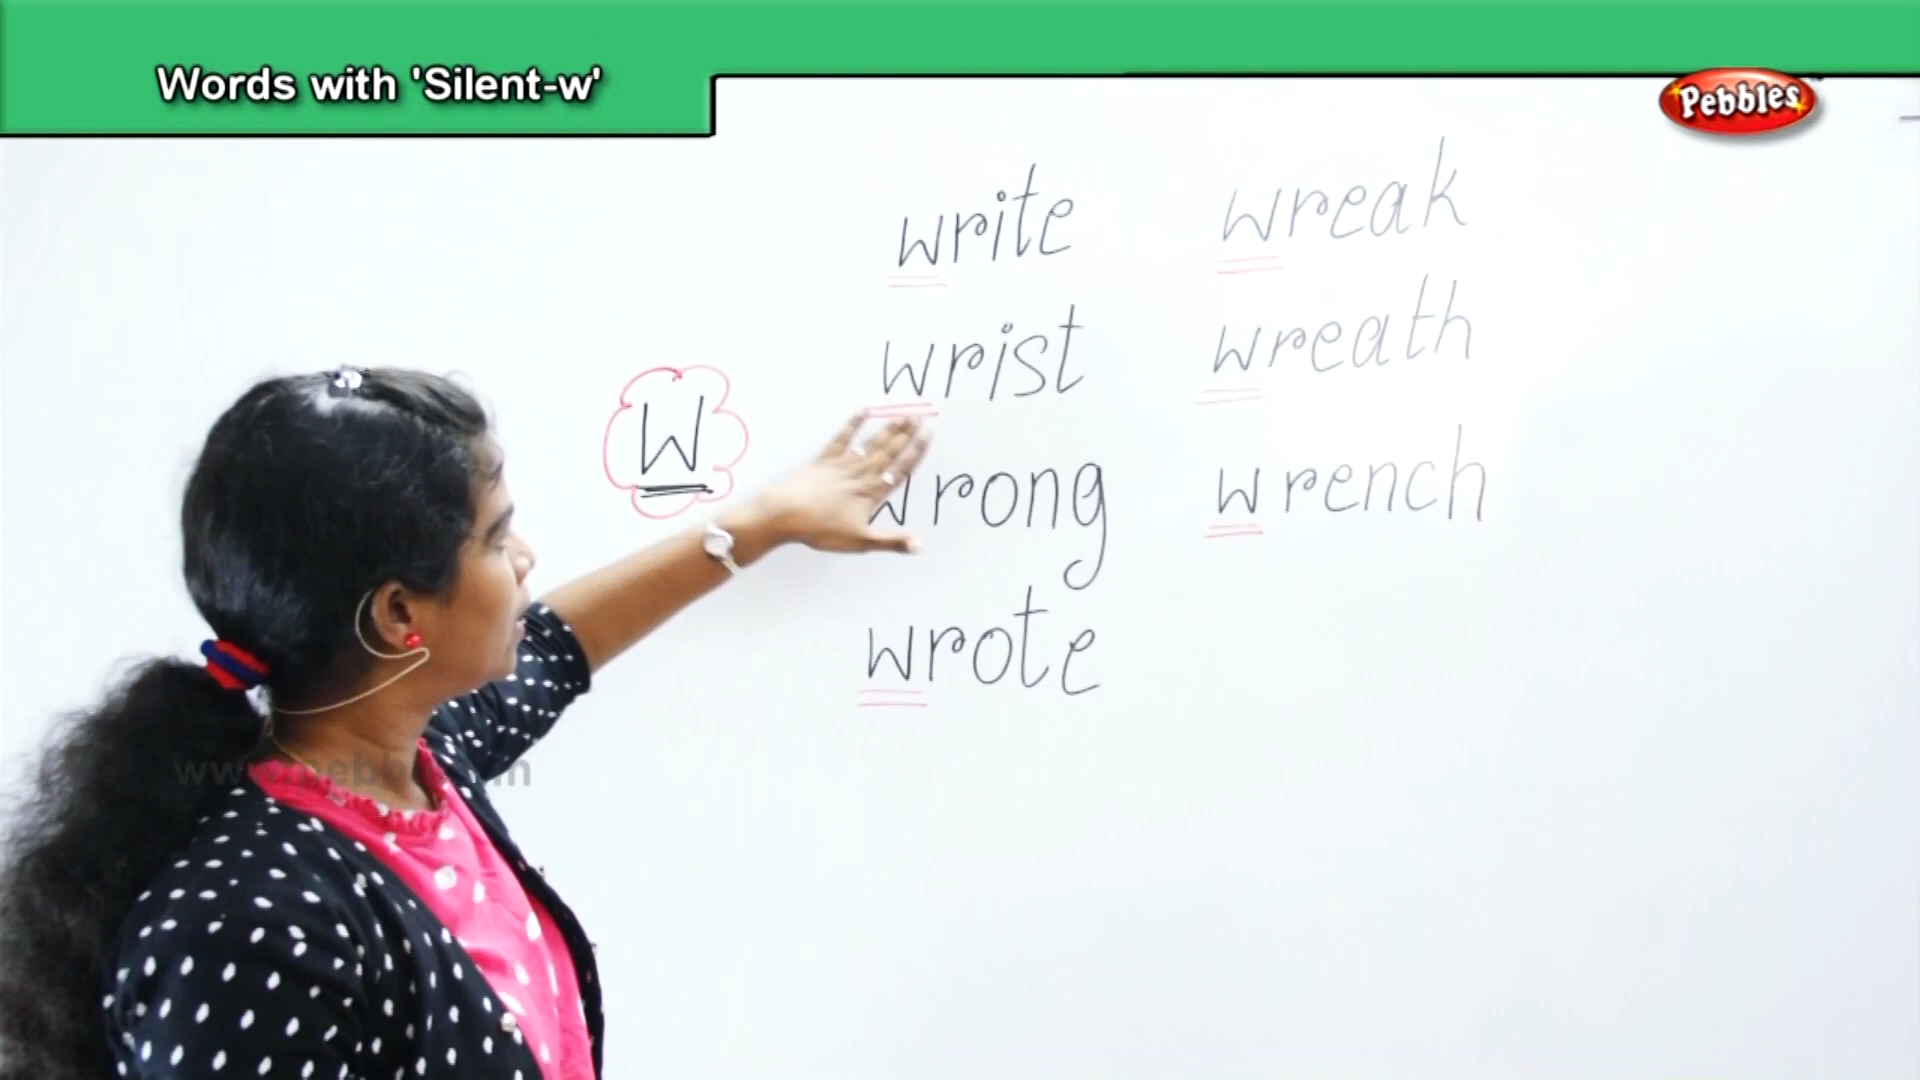 Words with 'Silent-w'
Pebbles
W
write
wrist
wrong
wrote
wreak
wreath
wrench